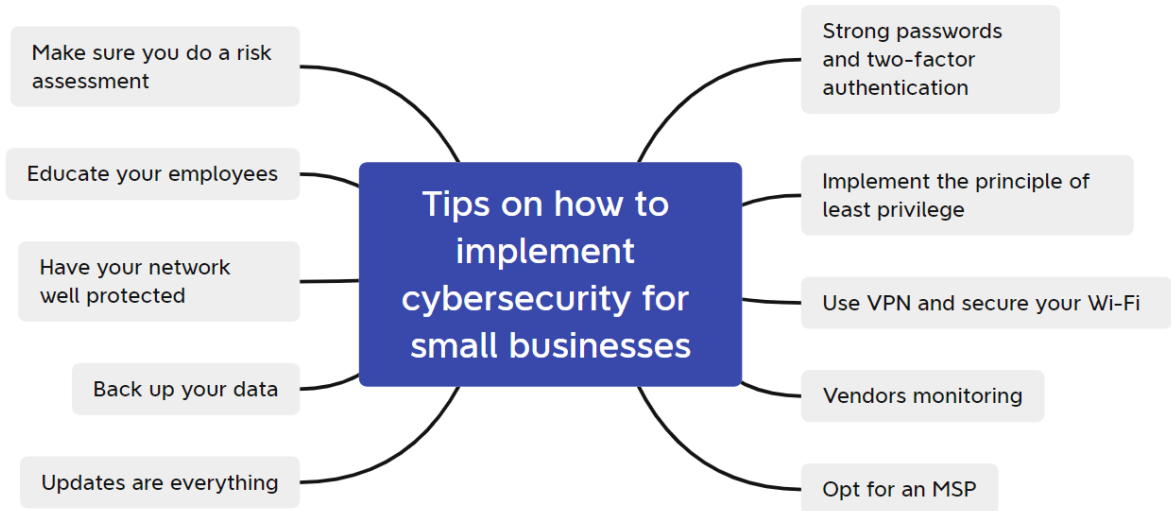 Make sure you do a risk
assessment
Educate your employees
Have your network
well protected
Back up your data
Updates are everything
Tips on how to
implement
cybersecurity for
small businesses
Strong passwords
and two-factor
authentication
Implement the principle of
least privilege
Use VPN and secure your Wi-Fi
Vendors monitoring
Opt for an MSP